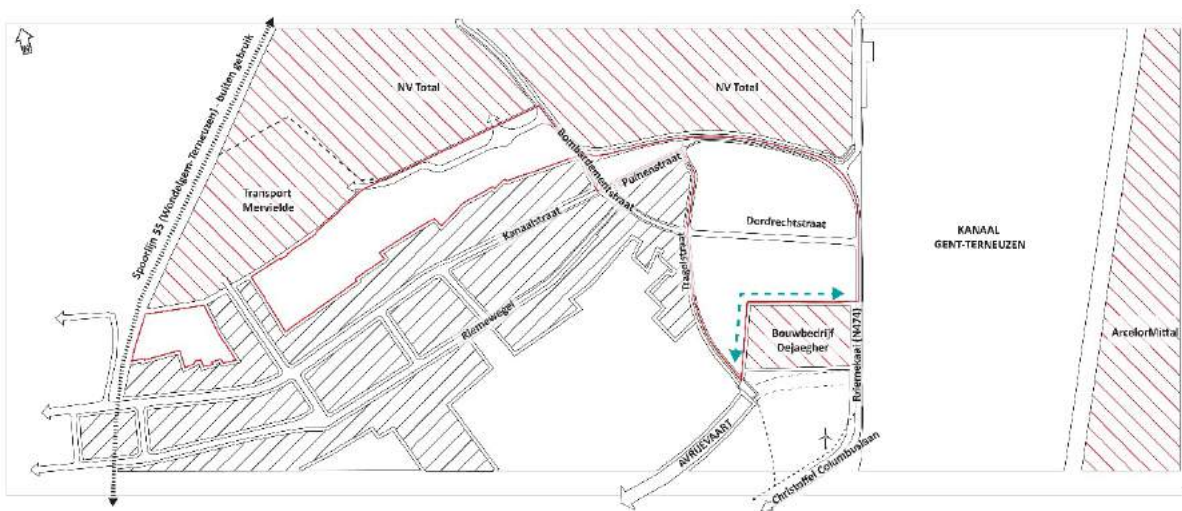 N
Spoorlijn 55 (Wondelgem-Terneuzen) - buiten gebruik
NV Total
NV Total
Transport
Mervielde
Bombardementstraat
Puinenstraat
Kanaalstraat
Riemewegel
Tragelstraat
Dordrechtstraat
KANAAL
GENT-TERNEUZEN
Bouwbedrijf
Dejaegher
Riemekaai (N474)
ArcelorMittal
AVRIJEVAART
Christoffel Columbuslaan